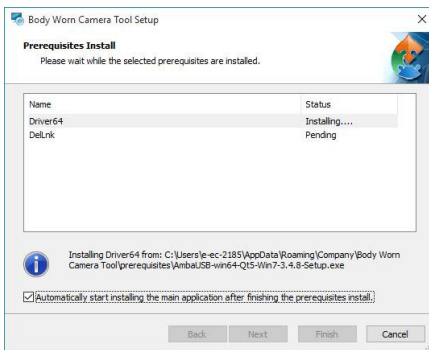 Body Worn Camera Tool Setup
Prerequisites Install
Please wait while the selected prerequisites are installed.
Name Status
Driver64 Installing....
DelLnk Pending
Installing Driver64 from: C:\Users\e-ec-2185\AppData\Roaming\Company\Body Worn
Camera Tool\prerequisites\AmbaUSB-win64-Qt5-Win7-3.4.8-Setup.exe
Automatically start installing the main application after finishing the prerequisites install.
Back Next Finish Cancel